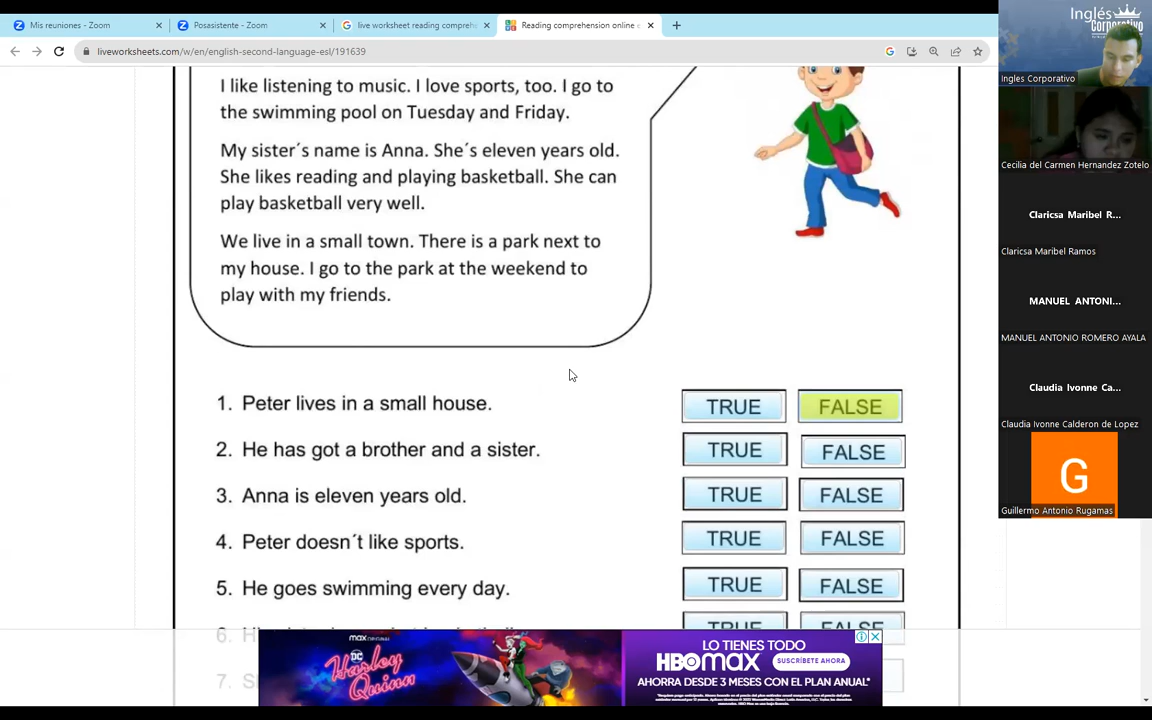 Mis reuniones - Zoom
Posasistente - Zoom
live worksheet reading compreh
Reading comprehension online e
liveworksheets.com/w/en/english-second-language-esl/191639
I like listening to music. I love sports, too. I go to
the swimming pool on Tuesday and Friday.
My sister´s name is Anna. She´s eleven years old.
She likes reading and playing basketball. She can
play basketball very well.
We live in a small town. There is a park next to
my house. I go to the park at the weekend to
play with my friends.
1. Peter lives in a small house. TRUE FALSE
2. He has got a brother and a sister. TRUE FALSE
3. Anna is eleven years old. TRUE FALSE
4. Peter doesn´t like sports. TRUE FALSE
5. He goes swimming every day. TRUE FALSE
6. TRUE FALSE
7.
max
DC
Harley
Quinn
LO TIENES TODO
HBOmax SUSCRÍBETE AHORA
AHORRA DESDE 3 MESES CON EL PLAN ANUAL*
Inglés
Corporativo
Ingles Corporativo
Cecilia del Carmen Hernandez Zotelo
Claricsa Maribel R...
Claricsa Maribel Ramos
MANUEL ANTONI...
MANUEL ANTONIO ROMERO AYALA
Claudia Ivonne Ca...
Claudia Ivonne Calderon de Lopez
G
Guillermo Antonio Rugamas